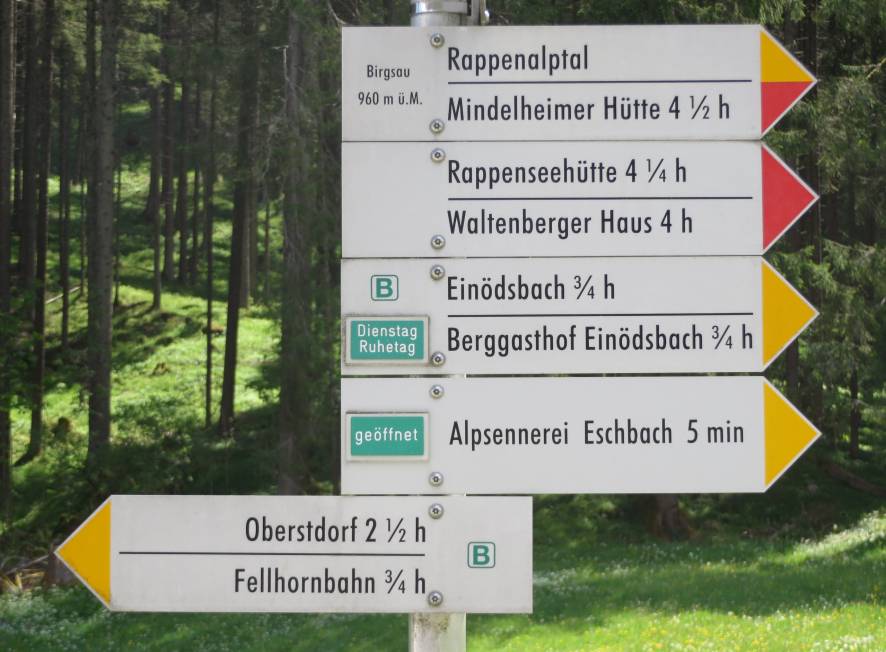 Birgsau
960 m ü.M.
Rappenalptal
Mindelheimer Hütte 4 ½ h
Rappenseehütte 4 ¼ h
Waltenberger Haus 4 h
B
Dienstag
Ruhetag
Einödsbach ¾ h
Berggasthof Einödsbach ¾ h
geöffnet
Alpsennerei Eschbach 5 min
Oberstdorf 2 ½ h
Fellhornbahn ¾ h
B